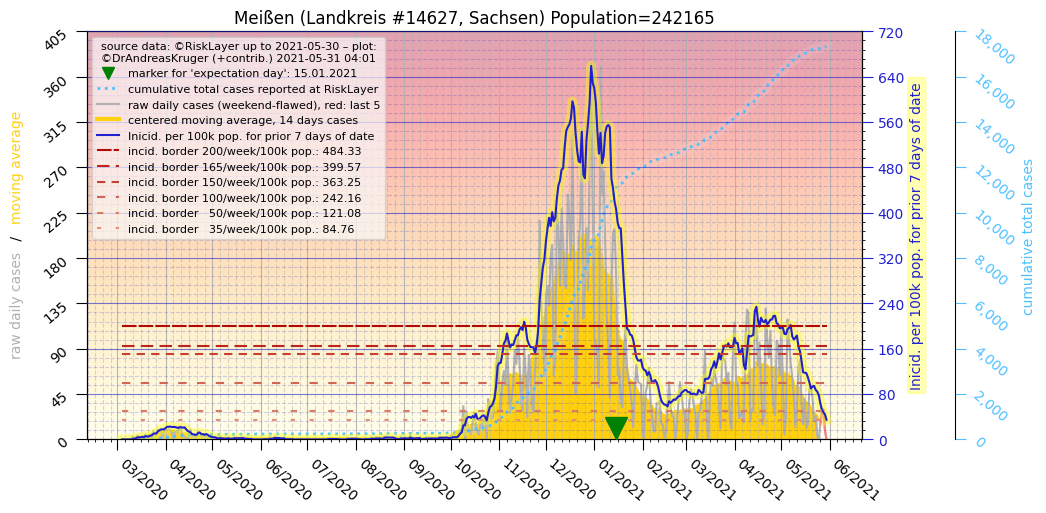 Meißen (Landkreis #14627, Sachsen) Population=242165
source data: ©RiskLayer up to 2021-05-30 – plot:
©DrAndreasKruger (+contrib.) 2021-05-31 04:01
marker for 'expectation day': 15.01.2021
cumulative total cases reported at RiskLayer
raw daily cases (weekend-flawed), red: last 5
centered moving average, 14 days cases
Inicid. per 100k pop. for prior 7 days of date
incid. border 200/week/100k pop.: 484.33
incid. border 165/week/100k pop.: 399.57
incid. border 150/week/100k pop.: 363.25
incid. border 100/week/100k pop.: 242.16
incid. border 50/week/100k pop.: 121.08
incid. border 35/week/100k pop.: 84.76
raw daily cases / moving average
405
360
315
270
225
180
135
90
45
0
03/2020
04/2020
05/2020
06/2020
07/2020
08/2020
09/2020
10/2020
11/2020
12/2020
01/2021
02/2021
03/2021
04/2021
05/2021
06/2021
720
640
560
480
400
320
240
160
80
0
Inicid. per 100k pop. for prior 7 days of date
18,000
16,000
14,000
12,000
10,000
8,000
6,000
4,000
2,000
0
cumulative total cases